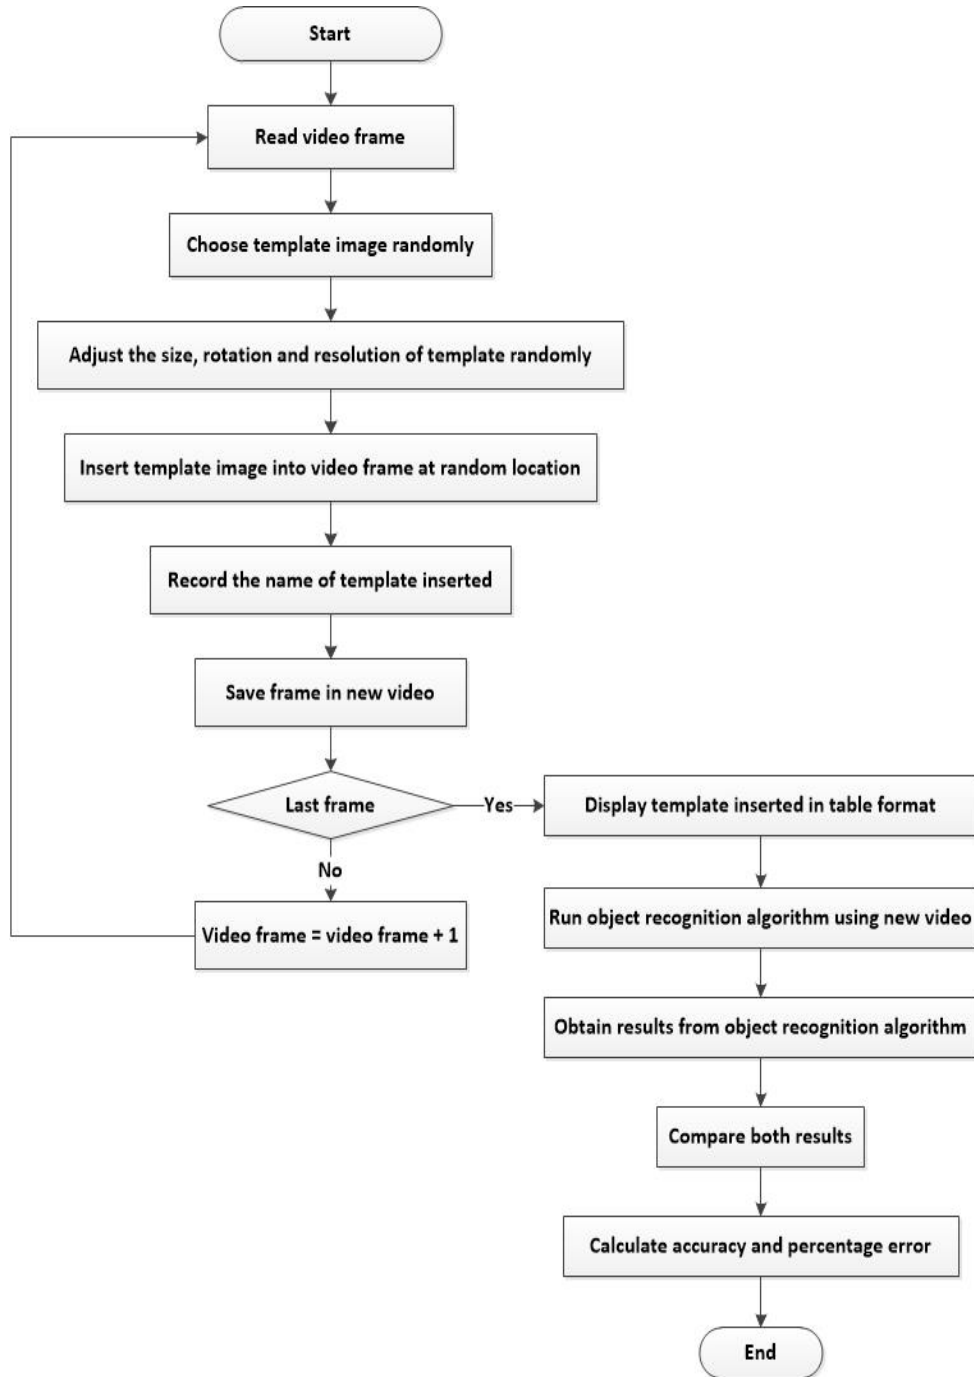 Start
Read video frame
Choose template image randomly
Adjust the size, rotation and resolution of template randomly
Insert template image into video frame at random location
Record the name of template inserted
Save frame in new video
Last frame
Yes
Display template inserted in table format
No
Video frame = video frame + 1
Run object recognition algorithm using new video
Obtain results from object recognition algorithm
Compare both results
Calculate accuracy and percentage error
End